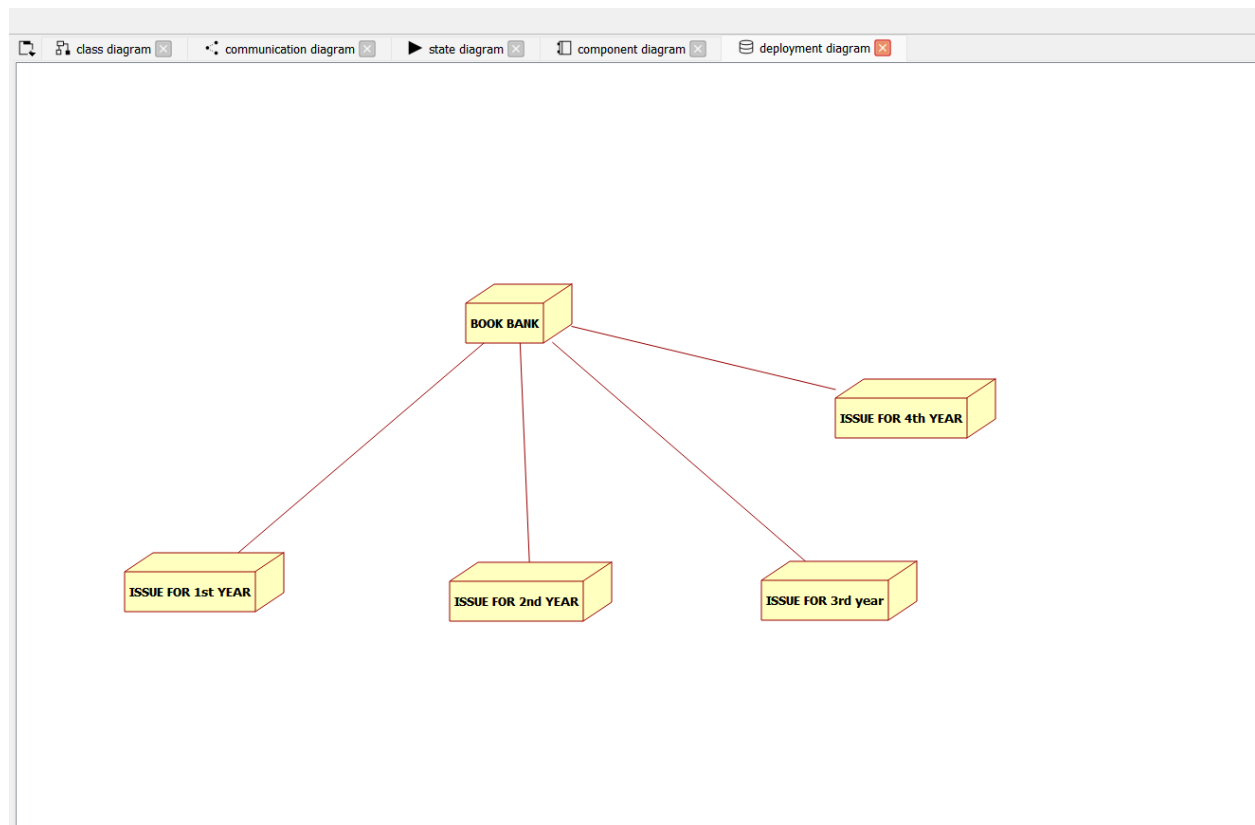 class diagram
communication diagram
state diagram
component diagram
deployment diagram
BOOK BANK
ISSUE FOR 4th YEAR
ISSUE FOR 1st YEAR
ISSUE FOR 2nd YEAR
ISSUE FOR 3rd year